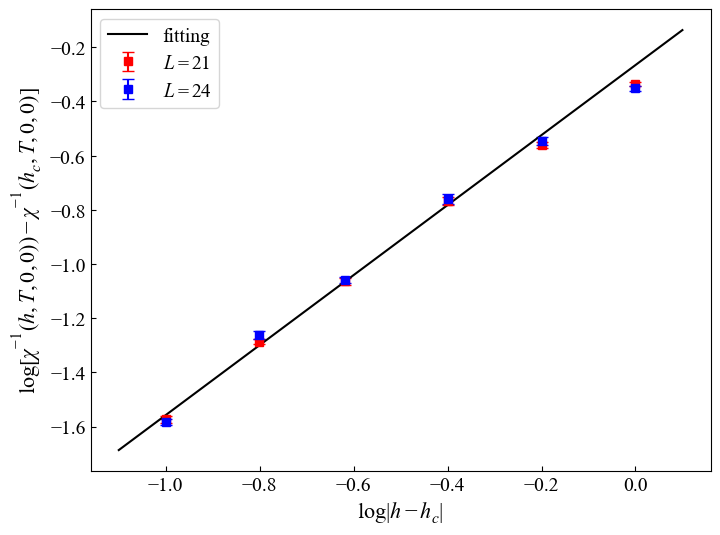 fitting
L = 21
L = 24
log[χ⁻¹(h, T, 0, 0)) − χ⁻¹(h_c, T, 0, 0)]
−0.2
−0.4
−0.6
−0.8
−1.0
−1.2
−1.4
−1.6
−1.0 −0.8 −0.6 −0.4 −0.2 0.0
log|h − h_c|